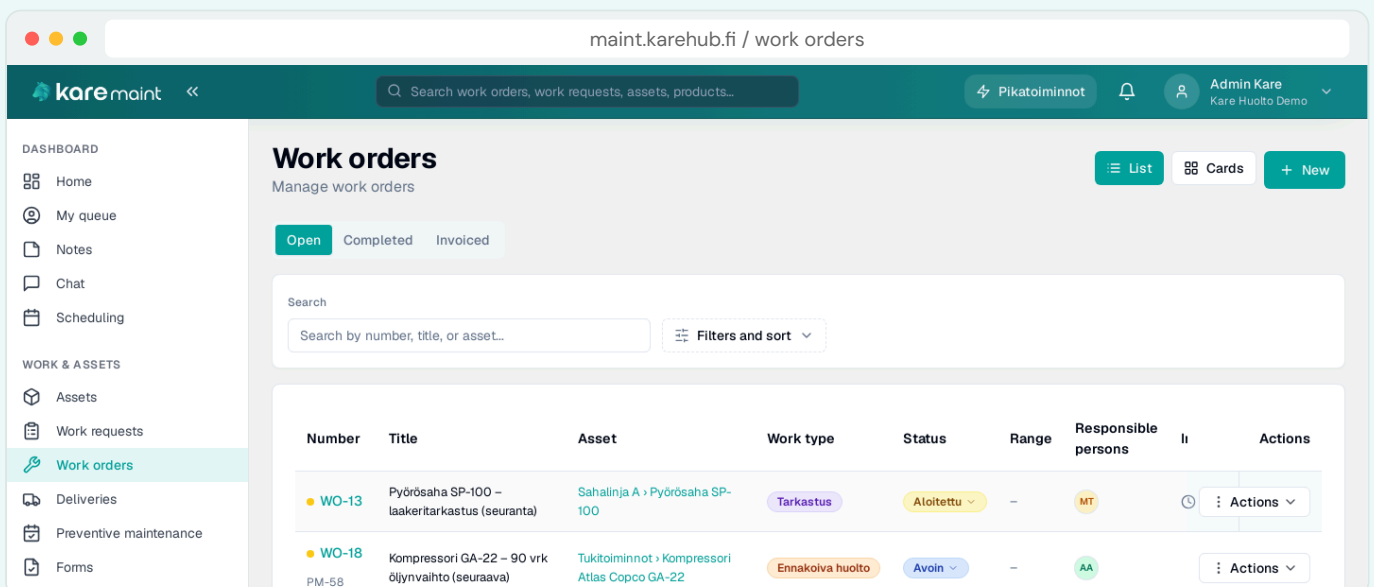 maint.karehub.fi / work orders
kare maint
Search work orders, work requests, assets, products...
Pikatoiminnot
Admin Kare
Kare Huolto Demo
DASHBOARD
Home
My queue
Notes
Chat
Scheduling
WORK & ASSETS
Assets
Work requests
Work orders
Deliveries
Preventive maintenance
Forms
Work orders
Manage work orders
List
Cards
New
Open
Completed
Invoiced
Search
Search by number, title, or asset...
Filters and sort
Number Title Asset Work type Status Range Responsible persons Actions
WO-13
Pyörösaha SP-100 –
laakeritarkastus (seuranta)
Sahalinja A › Pyörösaha SP-
100
Tarkastus
Aloitettu
–
MT
Actions
WO-18
PM-58
Kompressori GA-22 – 90 vrk
öljynvaihto (seuraava)
Tukitoiminnot › Kompressori
Atlas Copco GA-22
Ennakoiva huolto
Avoin
–
AA
Actions